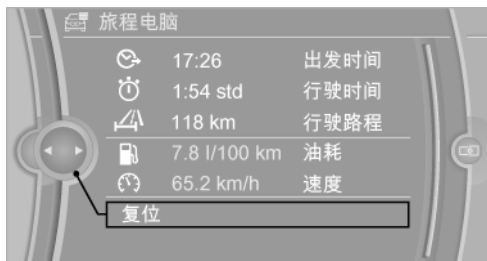 旅程电脑
17:26 出发时间
1:54 std 行驶时间
118 km 行驶路程
7.8 l/100 km 油耗
65.2 km/h 速度
复位